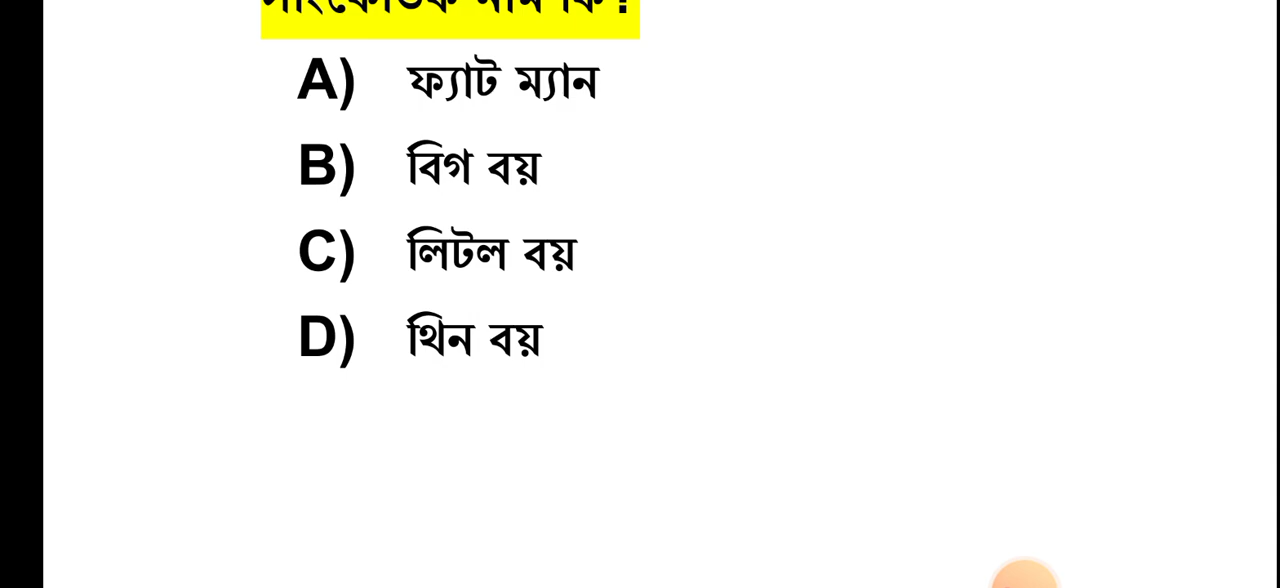 সাংকেতিক নাম কি?
A) ফ্যাট ম্যান
B) বিগ বয়
C) লিটল বয়
D) থিন বয়